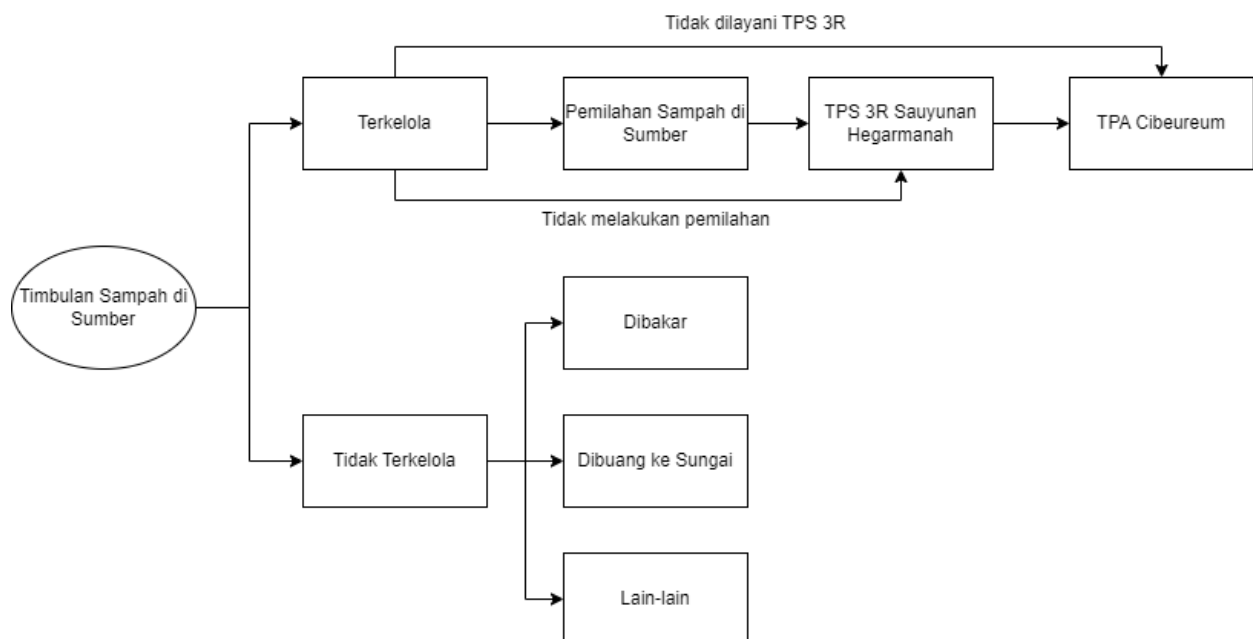 Tidak dilayani TPS 3R
Terkelola
Pemilahan Sampah di
Sumber
TPS 3R Sauyunan
Hegarmanah
TPA Cibeureum
Tidak melakukan pemilahan
Timbulan Sampah di
Sumber
Dibakar
Tidak Terkelola
Dibuang ke Sungai
Lain-lain